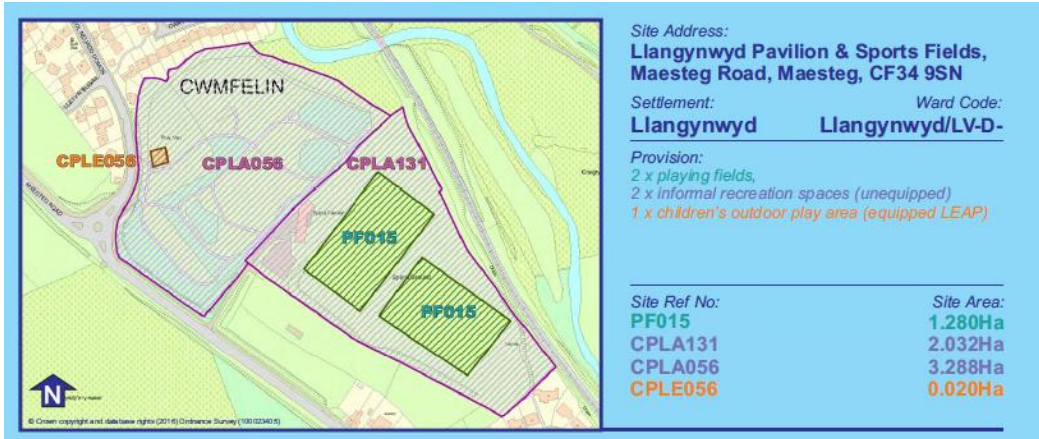 CWMFELIN
CPLE056
CPLA056
CPLA131
MAESTEG ROAD
PF015
PF015
N
© Crown copyright and database rights (2016) Ordnance Survey (100023405)
Site Address:
Llangynwyd Pavilion & Sports Fields,
Maesteg Road, Maesteg, CF34 9SN
Settlement: Ward Code:
Llangynwyd Llangynwyd/LV-D-
Provision:
2 x playing fields,
2 x informal recreation spaces (unequipped)
1 x children's outdoor play area (equipped LEAP)
Site Ref No: Site Area:
PF015 1.280Ha
CPLA131 2.032Ha
CPLA056 3.288Ha
CPLE056 0.020Ha